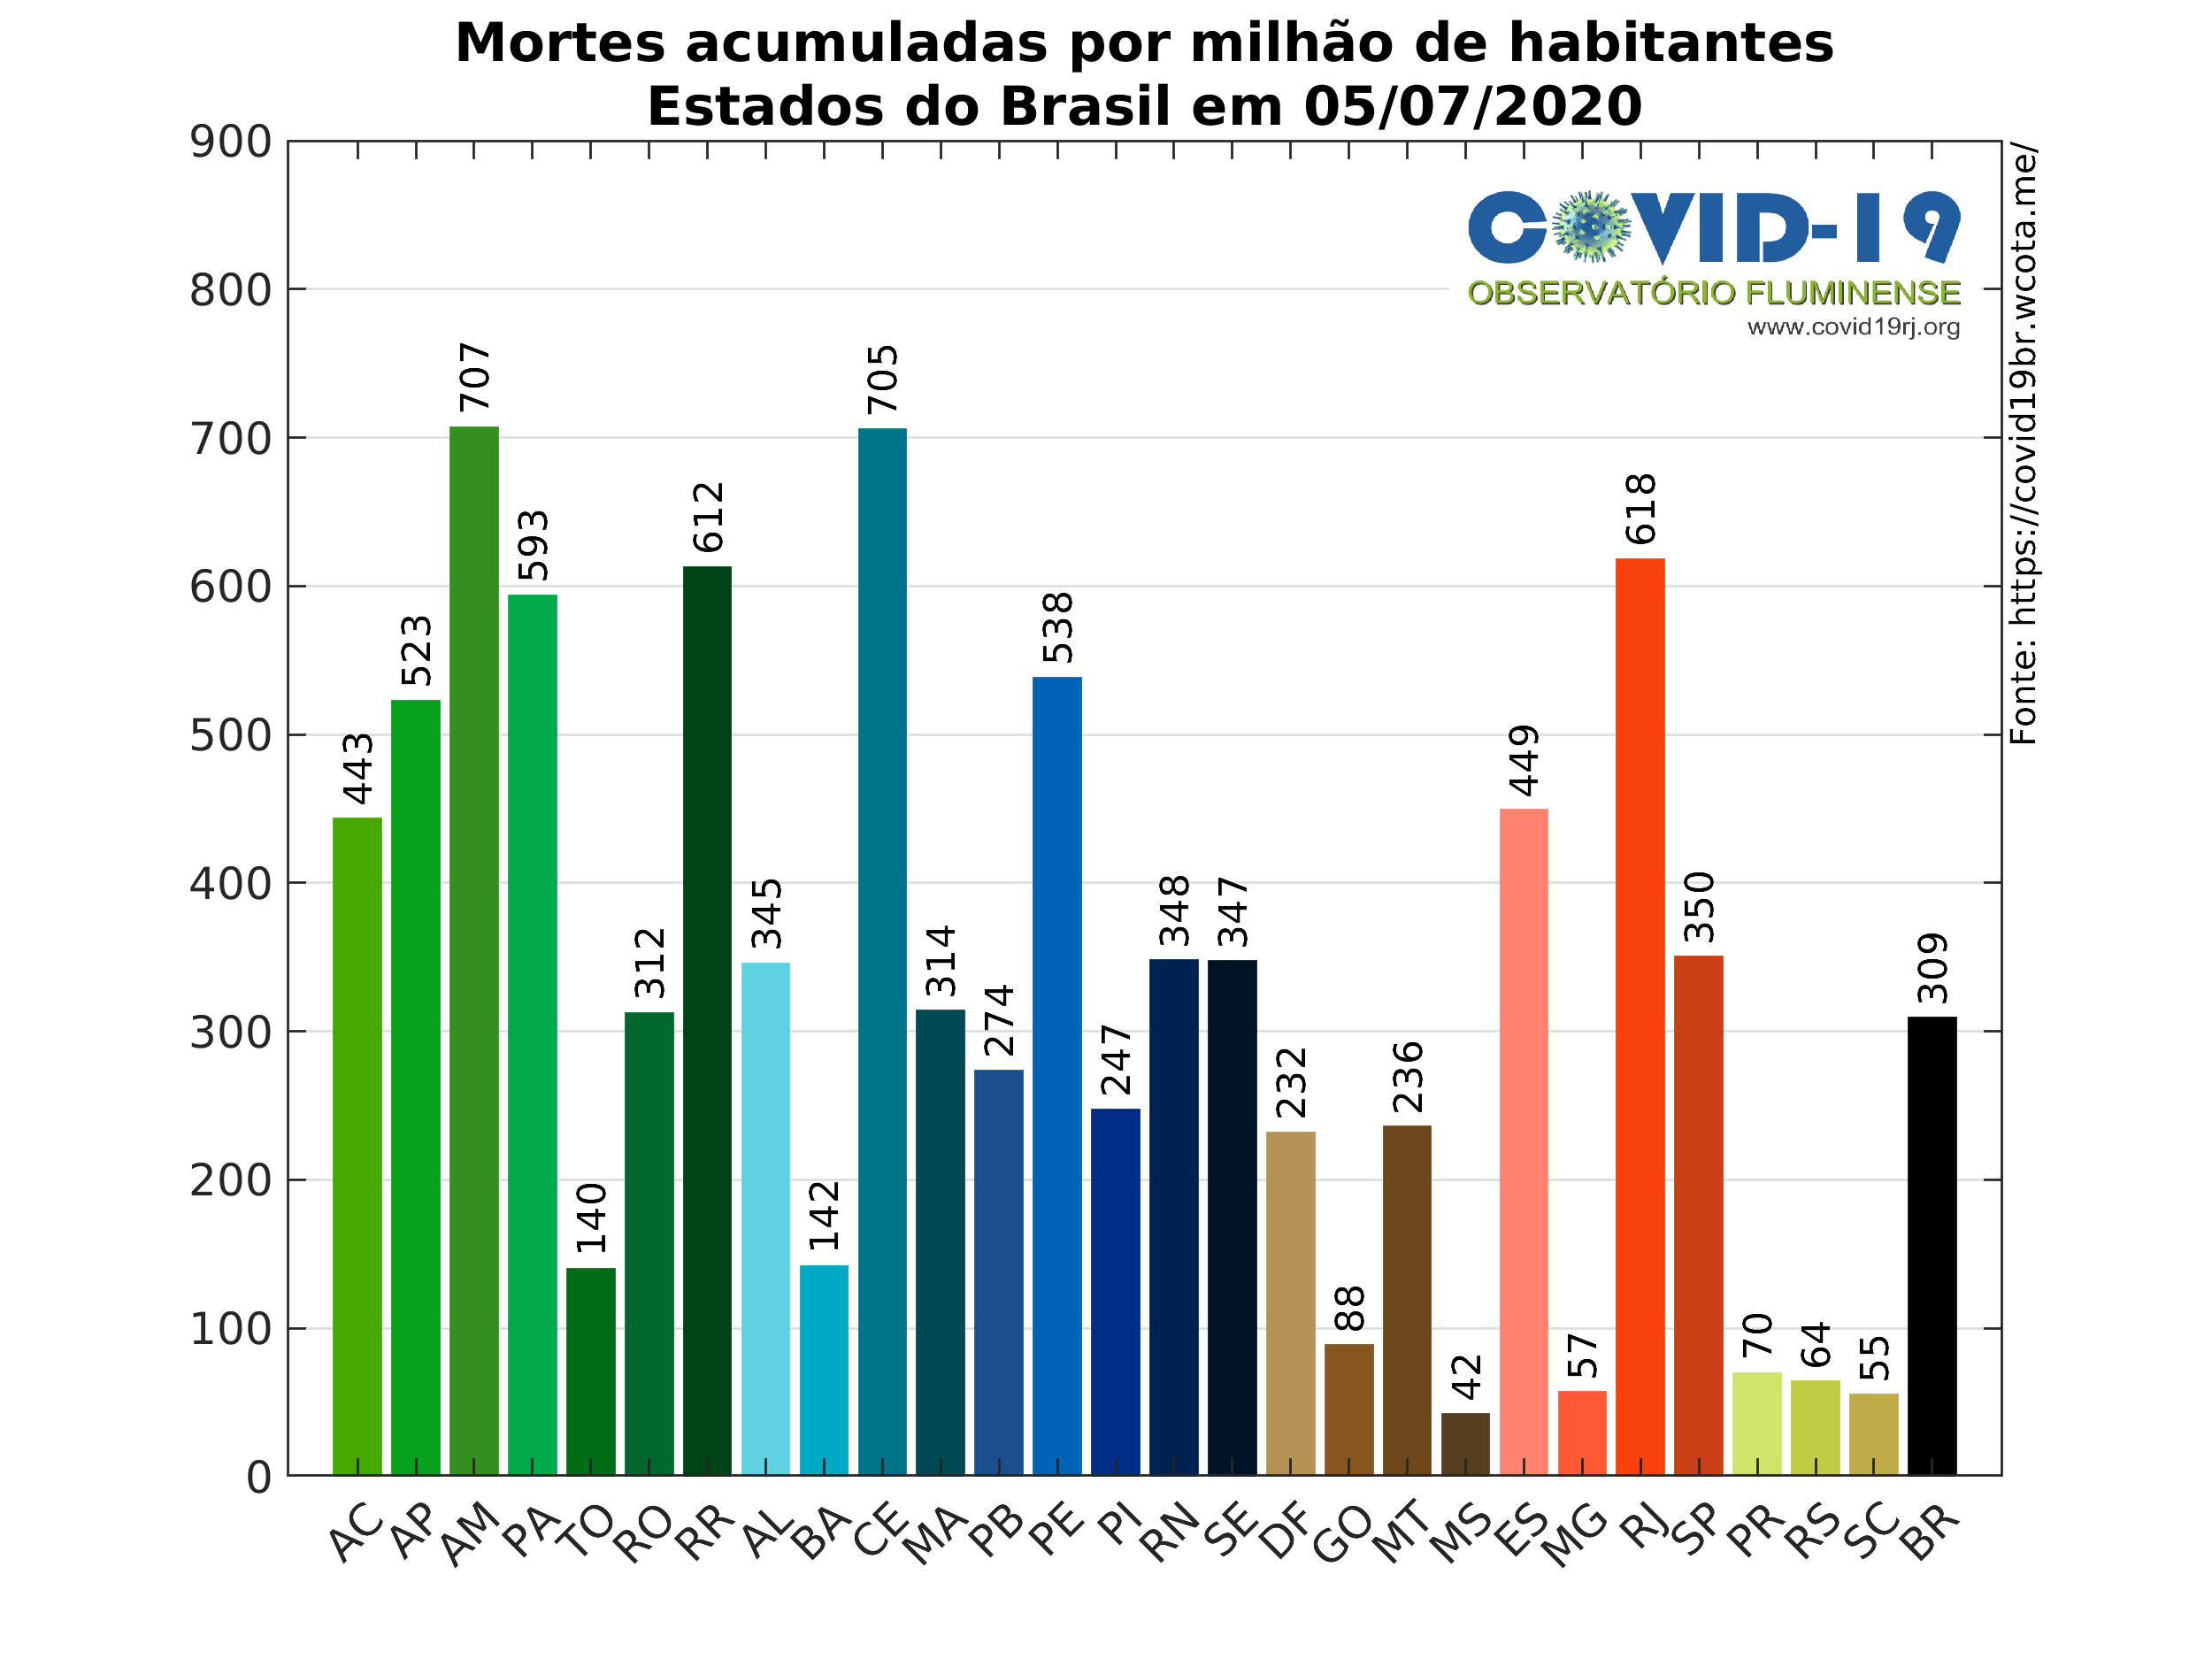 Mortes acumuladas por milhão de habitantes
Estados do Brasil em 05/07/2020
900
800
700
600
500
400
300
200
100
0
COVID-19
OBSERVATÓRIO FLUMINENSE
www.covid19rj.org
Fonte: https://covid19br.wcota.me/
443
523
707
593
140
312
612
345
142
705
314
274
538
247
348
347
232
88
236
42
449
57
618
350
70
64
55
309
AC
AP
AM
PA
TO
RO
RR
AL
BA
CE
MA
PB
PE
PI
RN
SE
DF
GO
MT
MS
ES
MG
RJ
SP
PR
RS
SC
BR